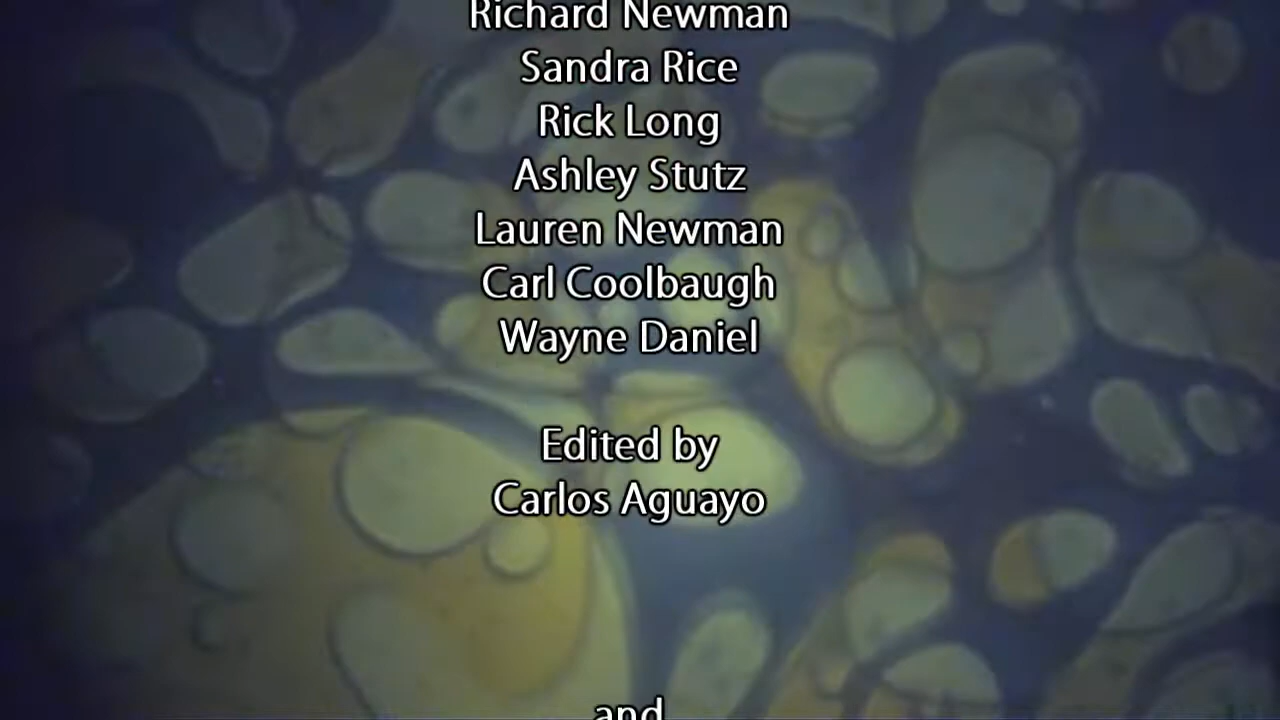 Richard Newman
Sandra Rice
Rick Long
Ashley Stutz
Lauren Newman
Carl Coolbaugh
Wayne Daniel
Edited by
Carlos Aguayo
and